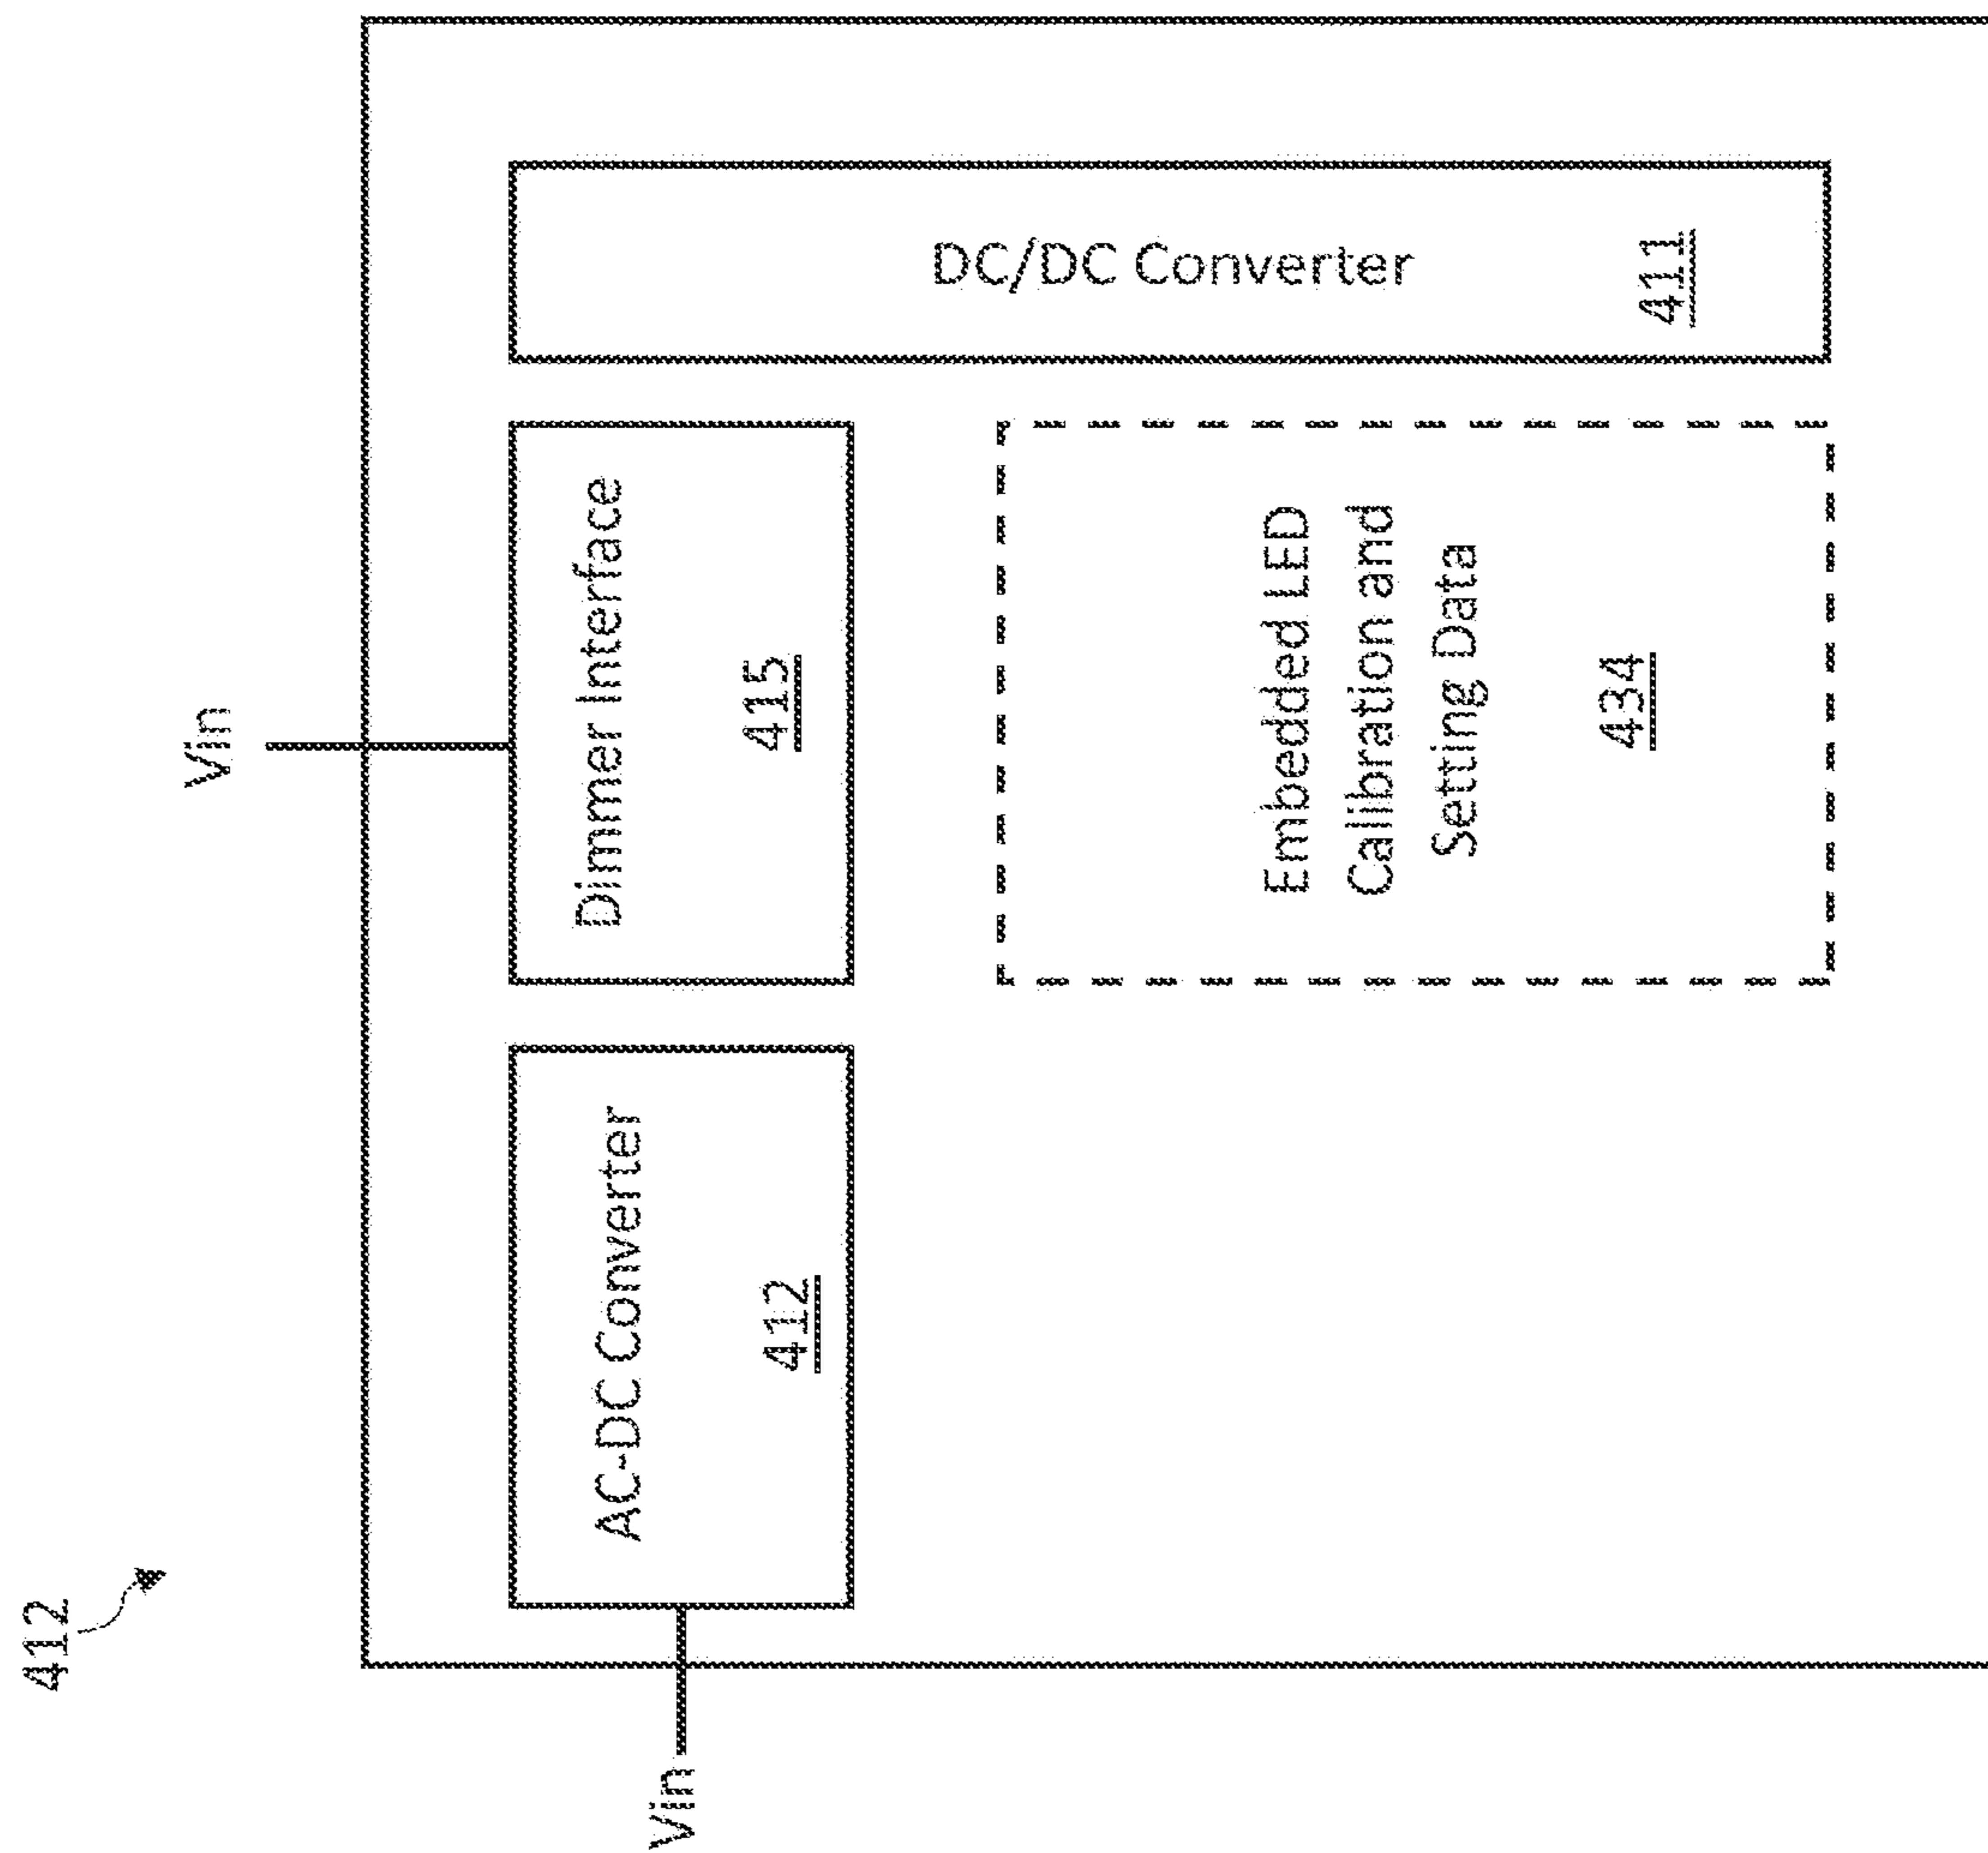 412
Vin
Vin
AC-DC Converter
412
Dimmer Interface
415
Embedded LED
Calibration and
Setting Data
434
DC/DC Converter
411